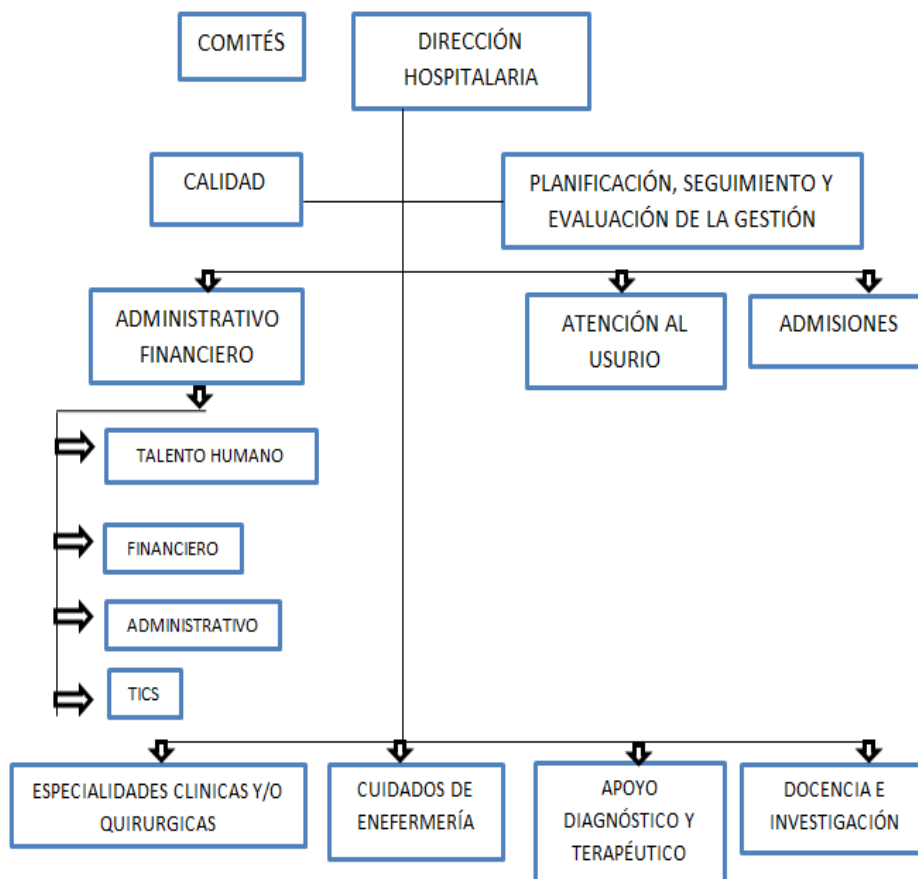 COMITÉS
DIRECCIÓN
HOSPITALARIA
CALIDAD
PLANIFICACIÓN, SEGUIMIENTO Y
EVALUACIÓN DE LA GESTIÓN
ADMINISTRATIVO
FINANCIERO
ATENCIÓN AL
USURIO
ADMISIONES
TALENTO HUMANO
FINANCIERO
ADMINISTRATIVO
TICS
ESPECIALIDADES CLINICAS Y/O
QUIRURGICAS
CUIDADOS DE
ENEFERMERÍA
APOYO
DIAGNÓSTICO Y
TERAPÉUTICO
DOCENCIA E
INVESTIGACIÓN